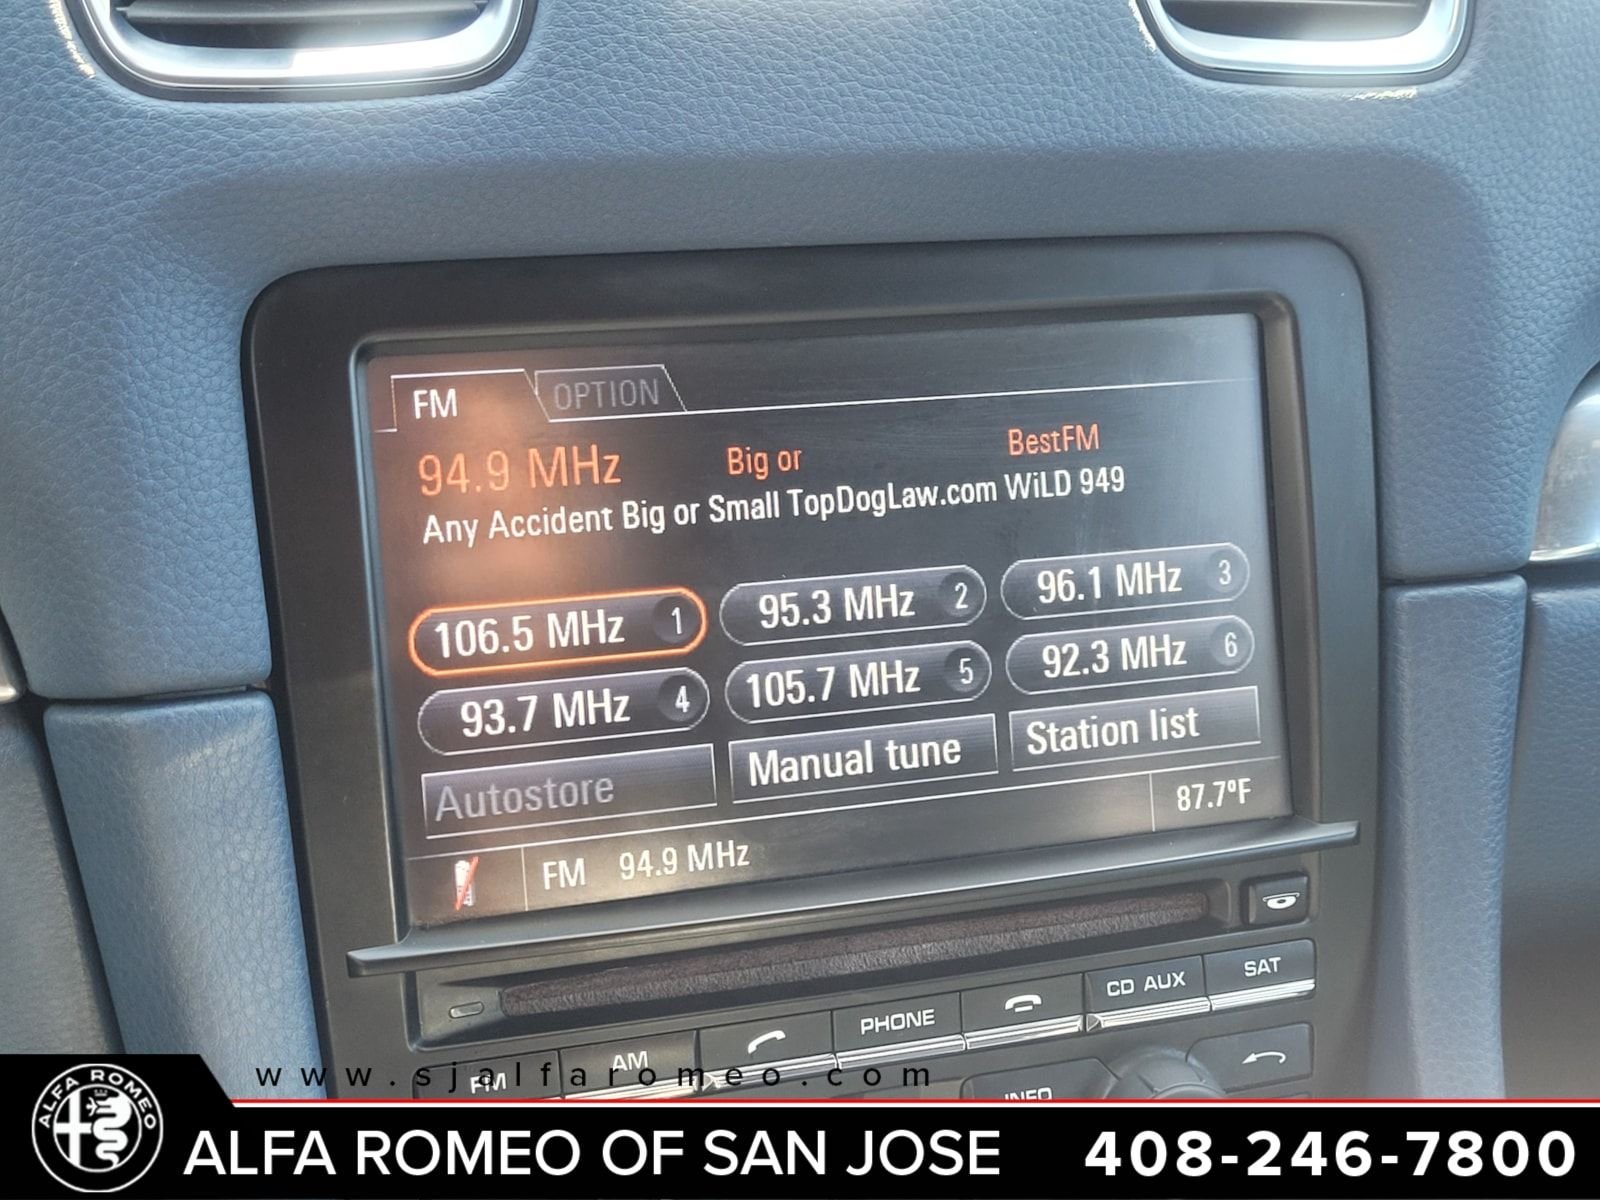 FM OPTION
94.9 MHz Big or BestFM
Any Accident Big or Small TopDogLaw.com WiLD 949
106.5 MHz 1 95.3 MHz 2 96.1 MHz 3
93.7 MHz 4 105.7 MHz 5 92.3 MHz 6
Autostore Manual tune Station list
87.7°F
FM 94.9 MHz
CD AUX SAT
PHONE
AM
FM
INFO
www.sjalfaromeo.com
ALFA ROMEO
ALFA ROMEO OF SAN JOSE 408-246-7800